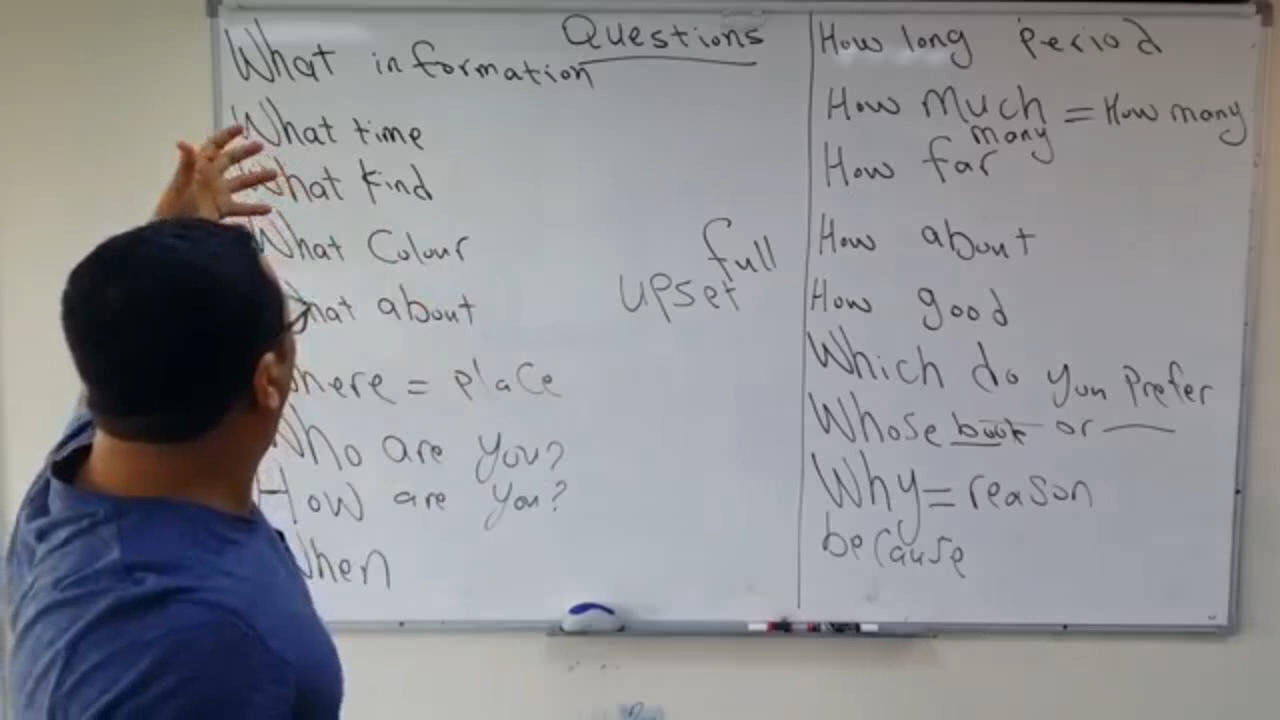 Questions
What information
What time
What kind
What Colour
What about
where = place
Who are you?
How are you?
When
full
upset
How long period
How much = How many
many
How far
How about
How good
Which do you prefer
Whose book or
Why = reason
because